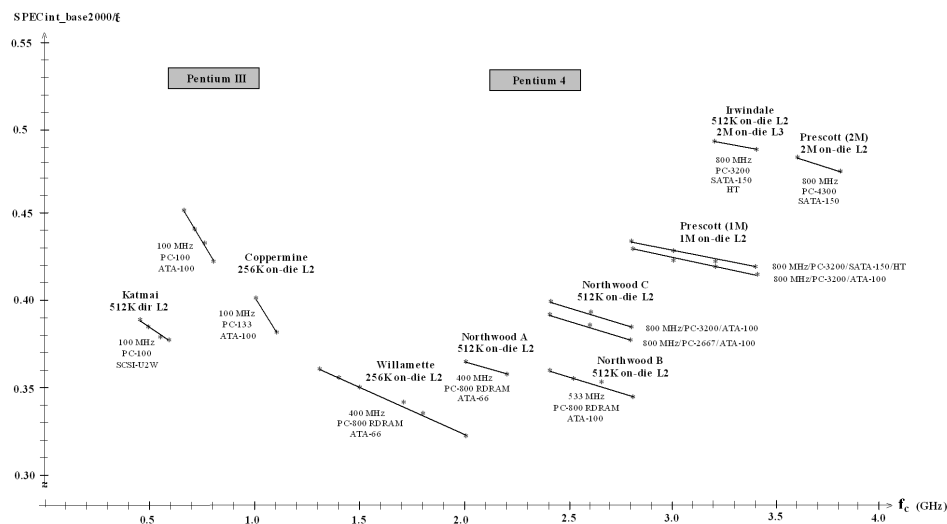 SPECint_base2000/f
0.55
Pentium III
Pentium 4
Irwindale
512K on-die L2
2M on-die L3
0.5
Prescott (2M)
2M on-die L2
800 MHz
PC-3200
SATA-150
HT
800 MHz
PC-4300
SATA-150
0.45
Prescott (1M)
1M on-die L2
100 MHz
PC-100
ATA-100
Coppermine
256K on-die L2
800 MHz/PC-3200/SATA-150/HT
800 MHz/PC-3200/ATA-100
Northwood C
512K on-die L2
Katmai
512K dir L2
0.40
100 MHz
PC-133
ATA-100
800 MHz/PC-3200/ATA-100
800 MHz/PC-2667/ATA-100
100 MHz
PC-100
SCSI-U2W
Northwood A
512K on-die L2
Willamette
256K on-die L2
Northwood B
512K on-die L2
0.35
400 MHz
PC-800 RDRAM
ATA-66
400 MHz
PC-800 RDRAM
ATA-66
533 MHz
PC-800 RDRAM
ATA-100
0.30
0.5 1.0 1.5 2.0 2.5 3.0 3.5 4.0 fc (GHz)